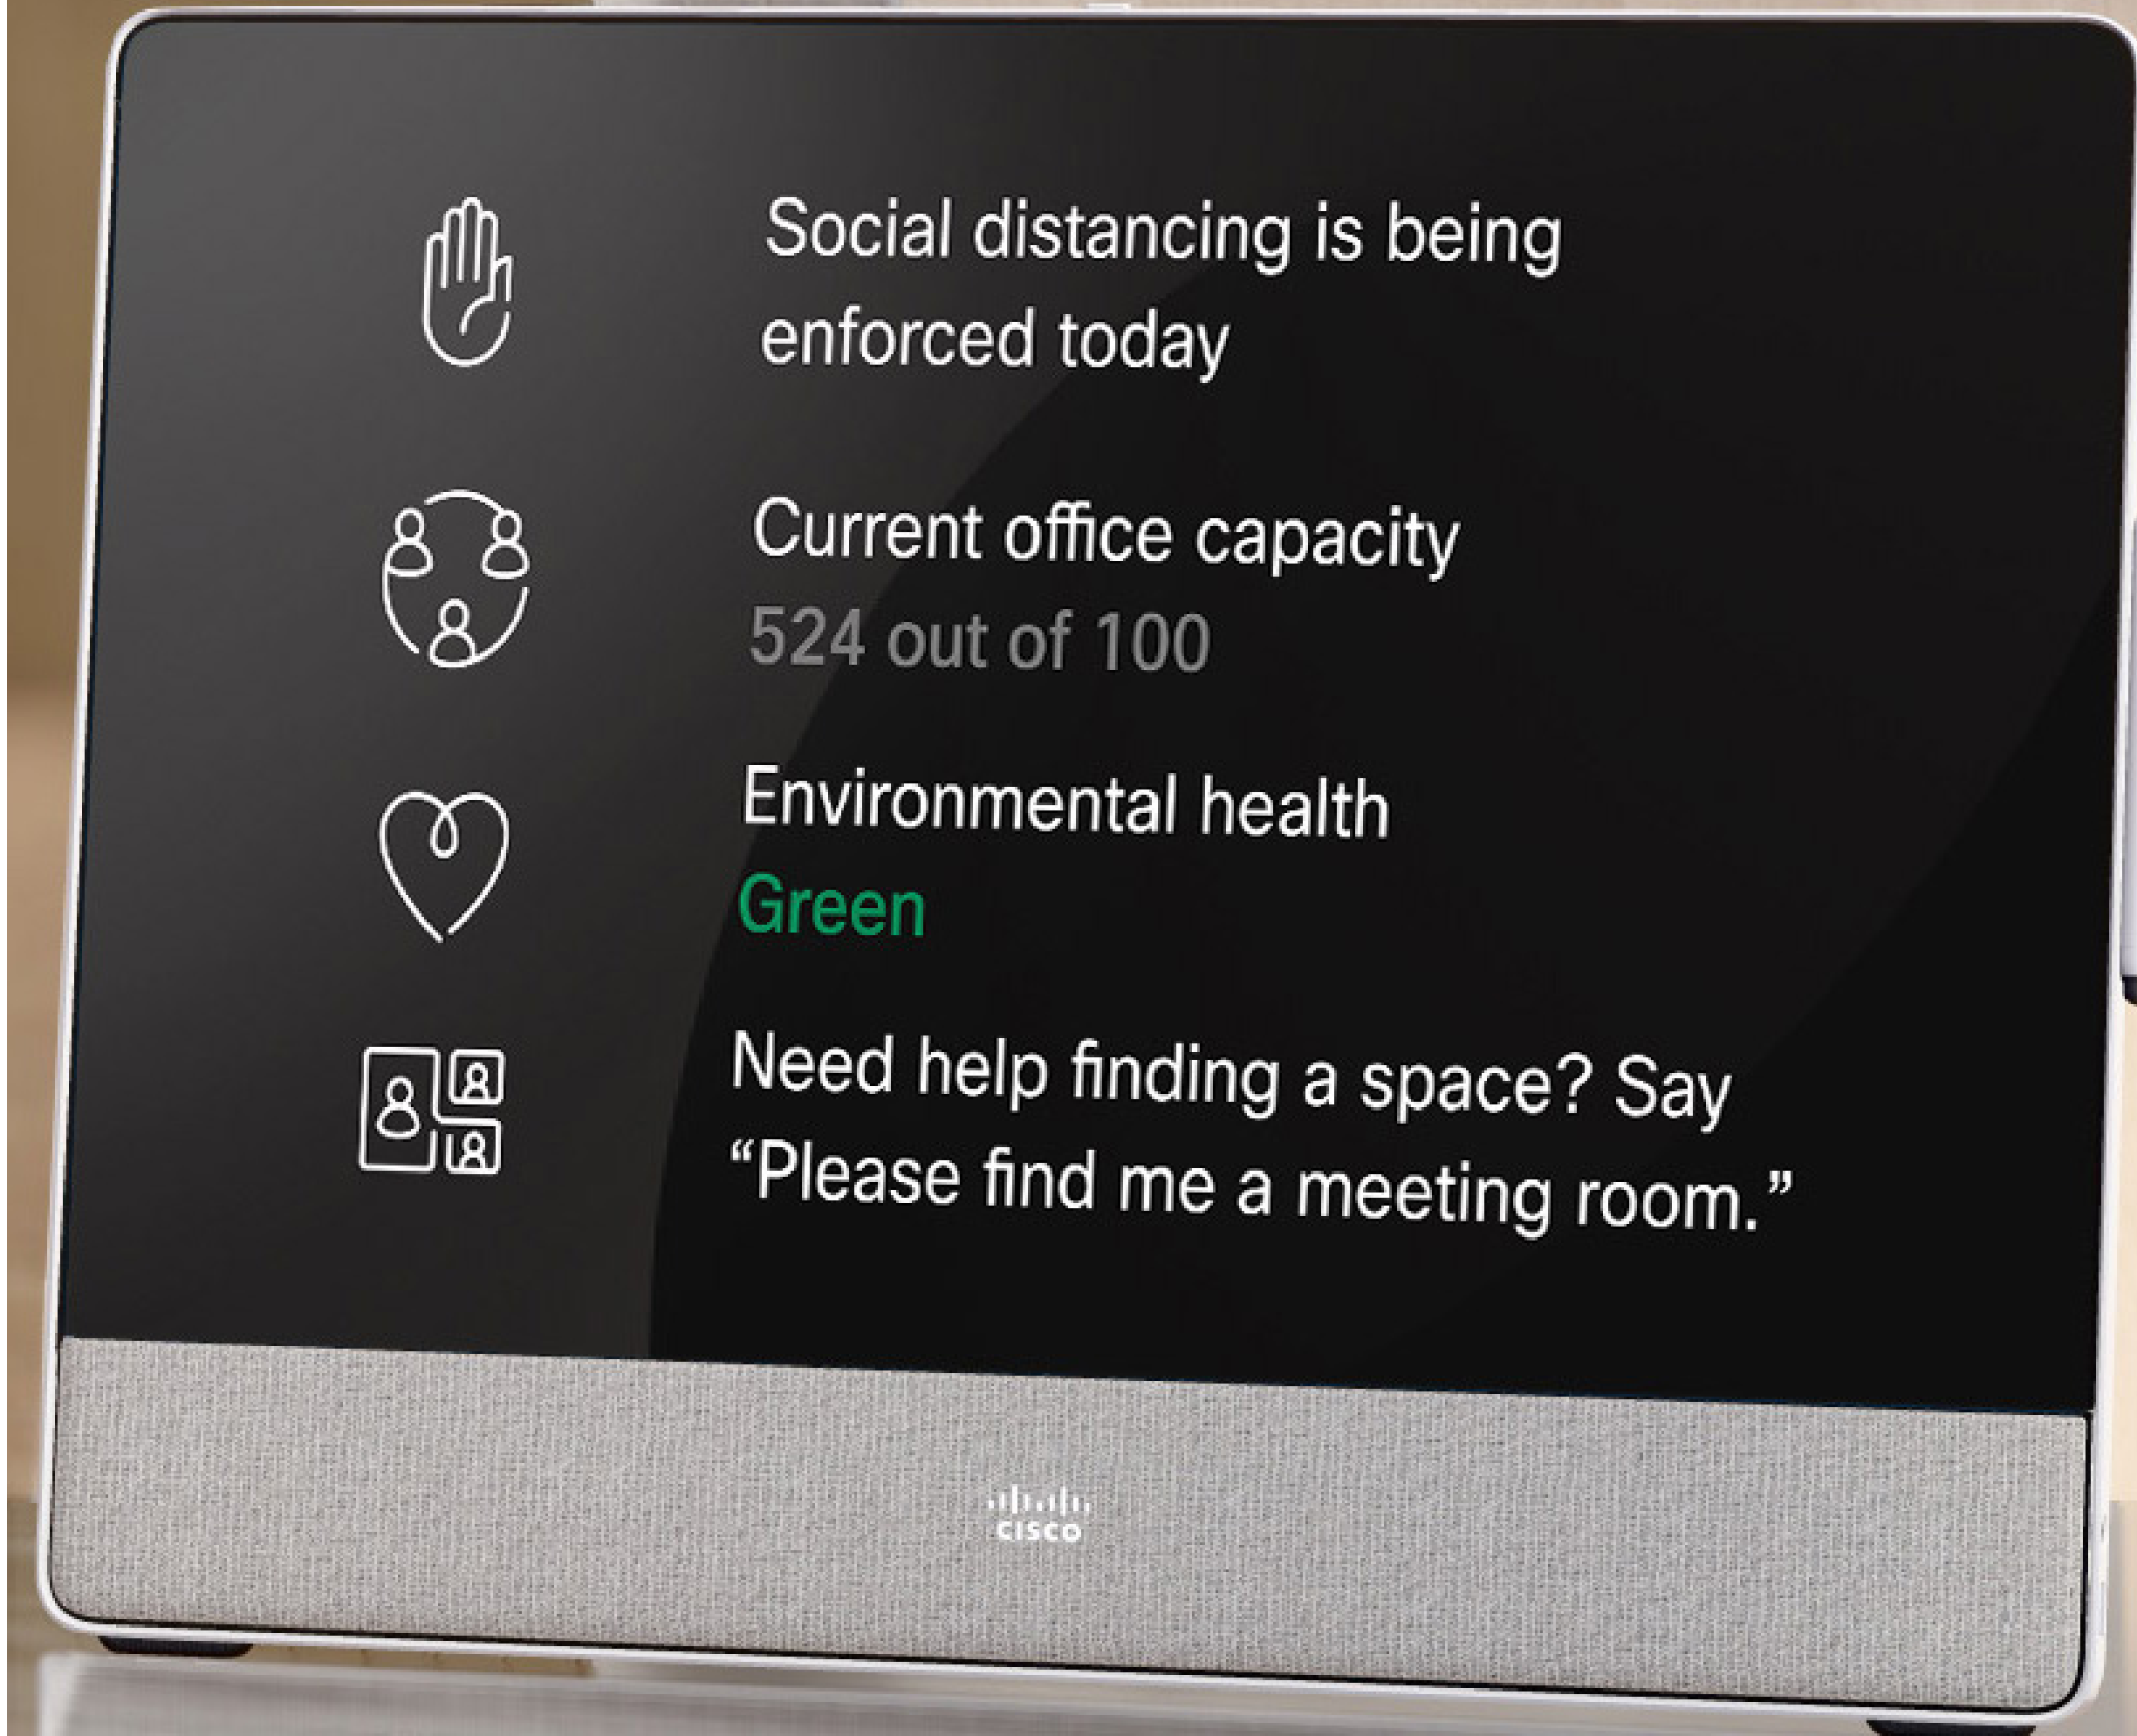 Social distancing is being
enforced today
Current office capacity
524 out of 100
Environmental health
Green
Need help finding a space? Say
“Please find me a meeting room.”
CISCO